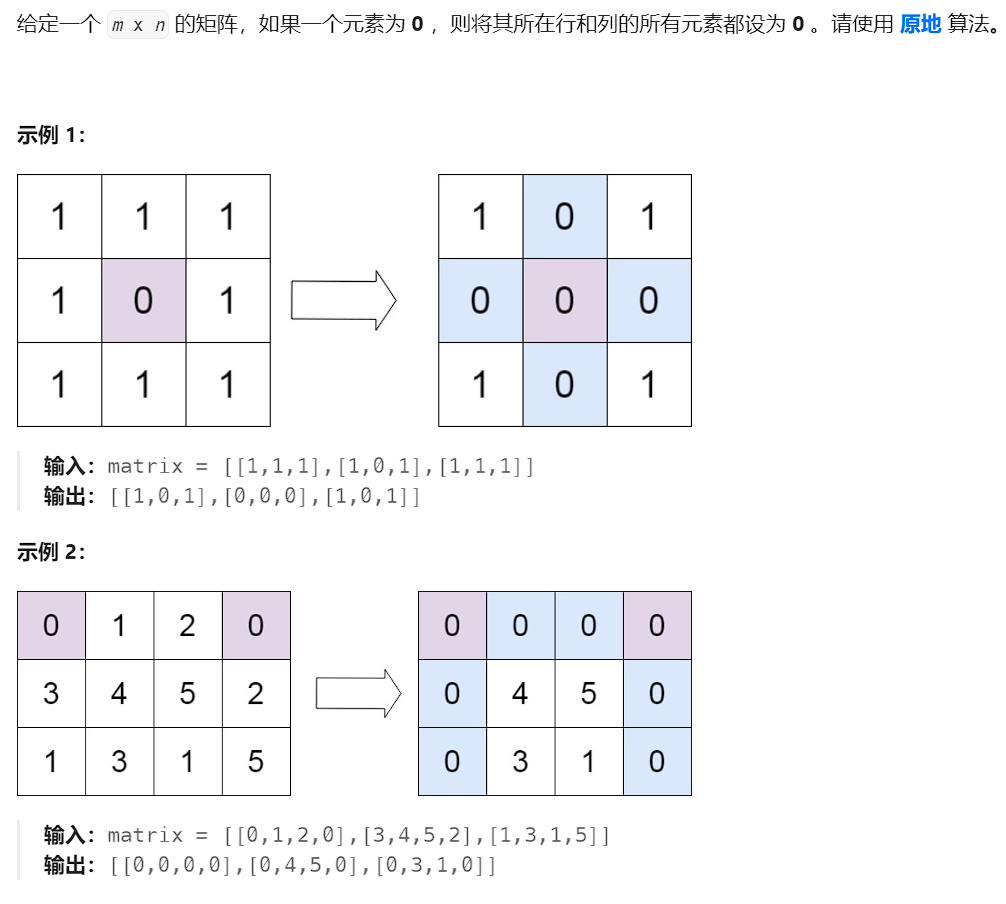 给定一个 m x n 的矩阵，如果一个元素为 0 ，则将其所在行和列的所有元素都设为 0 。请使用 原地 算法。
示例 1：
1 1 1 1 0 1
1 0 1 0 0 0
1 1 1 1 0 1
输入：matrix = [[1,1,1],[1,0,1],[1,1,1]]
输出：[[1,0,1],[0,0,0],[1,0,1]]
示例 2：
0 1 2 0 0 0 0 0
3 4 5 2 0 4 5 0
1 3 1 5 0 3 1 0
输入：matrix = [[0,1,2,0],[3,4,5,2],[1,3,1,5]]
输出：[[0,0,0,0],[0,4,5,0],[0,3,1,0]]